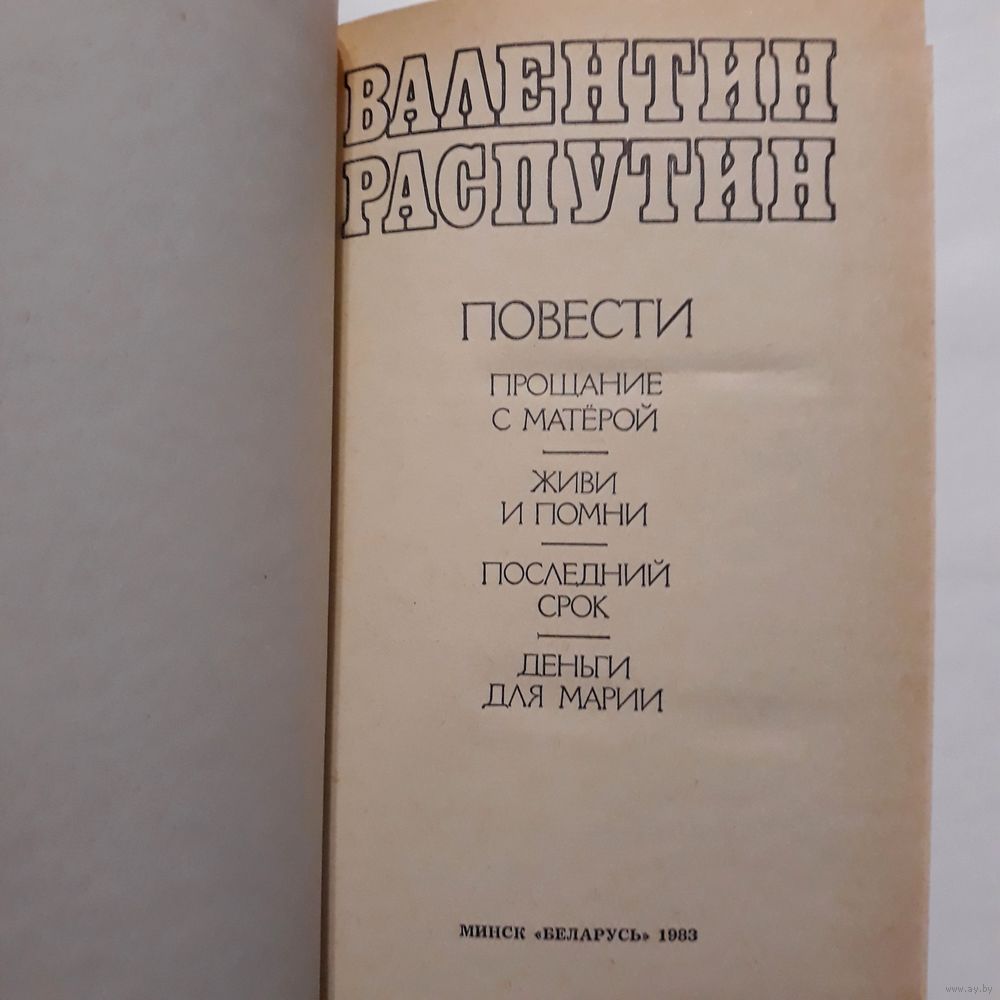 ВАЛЕНТИН
РАСПУТИН
ПОВЕСТИ
ПРОЩАНИЕ
С МАТЁРОЙ
ЖИВИ
И ПОМНИ
ПОСЛЕДНИЙ
СРОК
ДЕНЬГИ
ДЛЯ МАРИИ
МИНСК «БЕЛАРУСЬ» 1983
www.ay.by